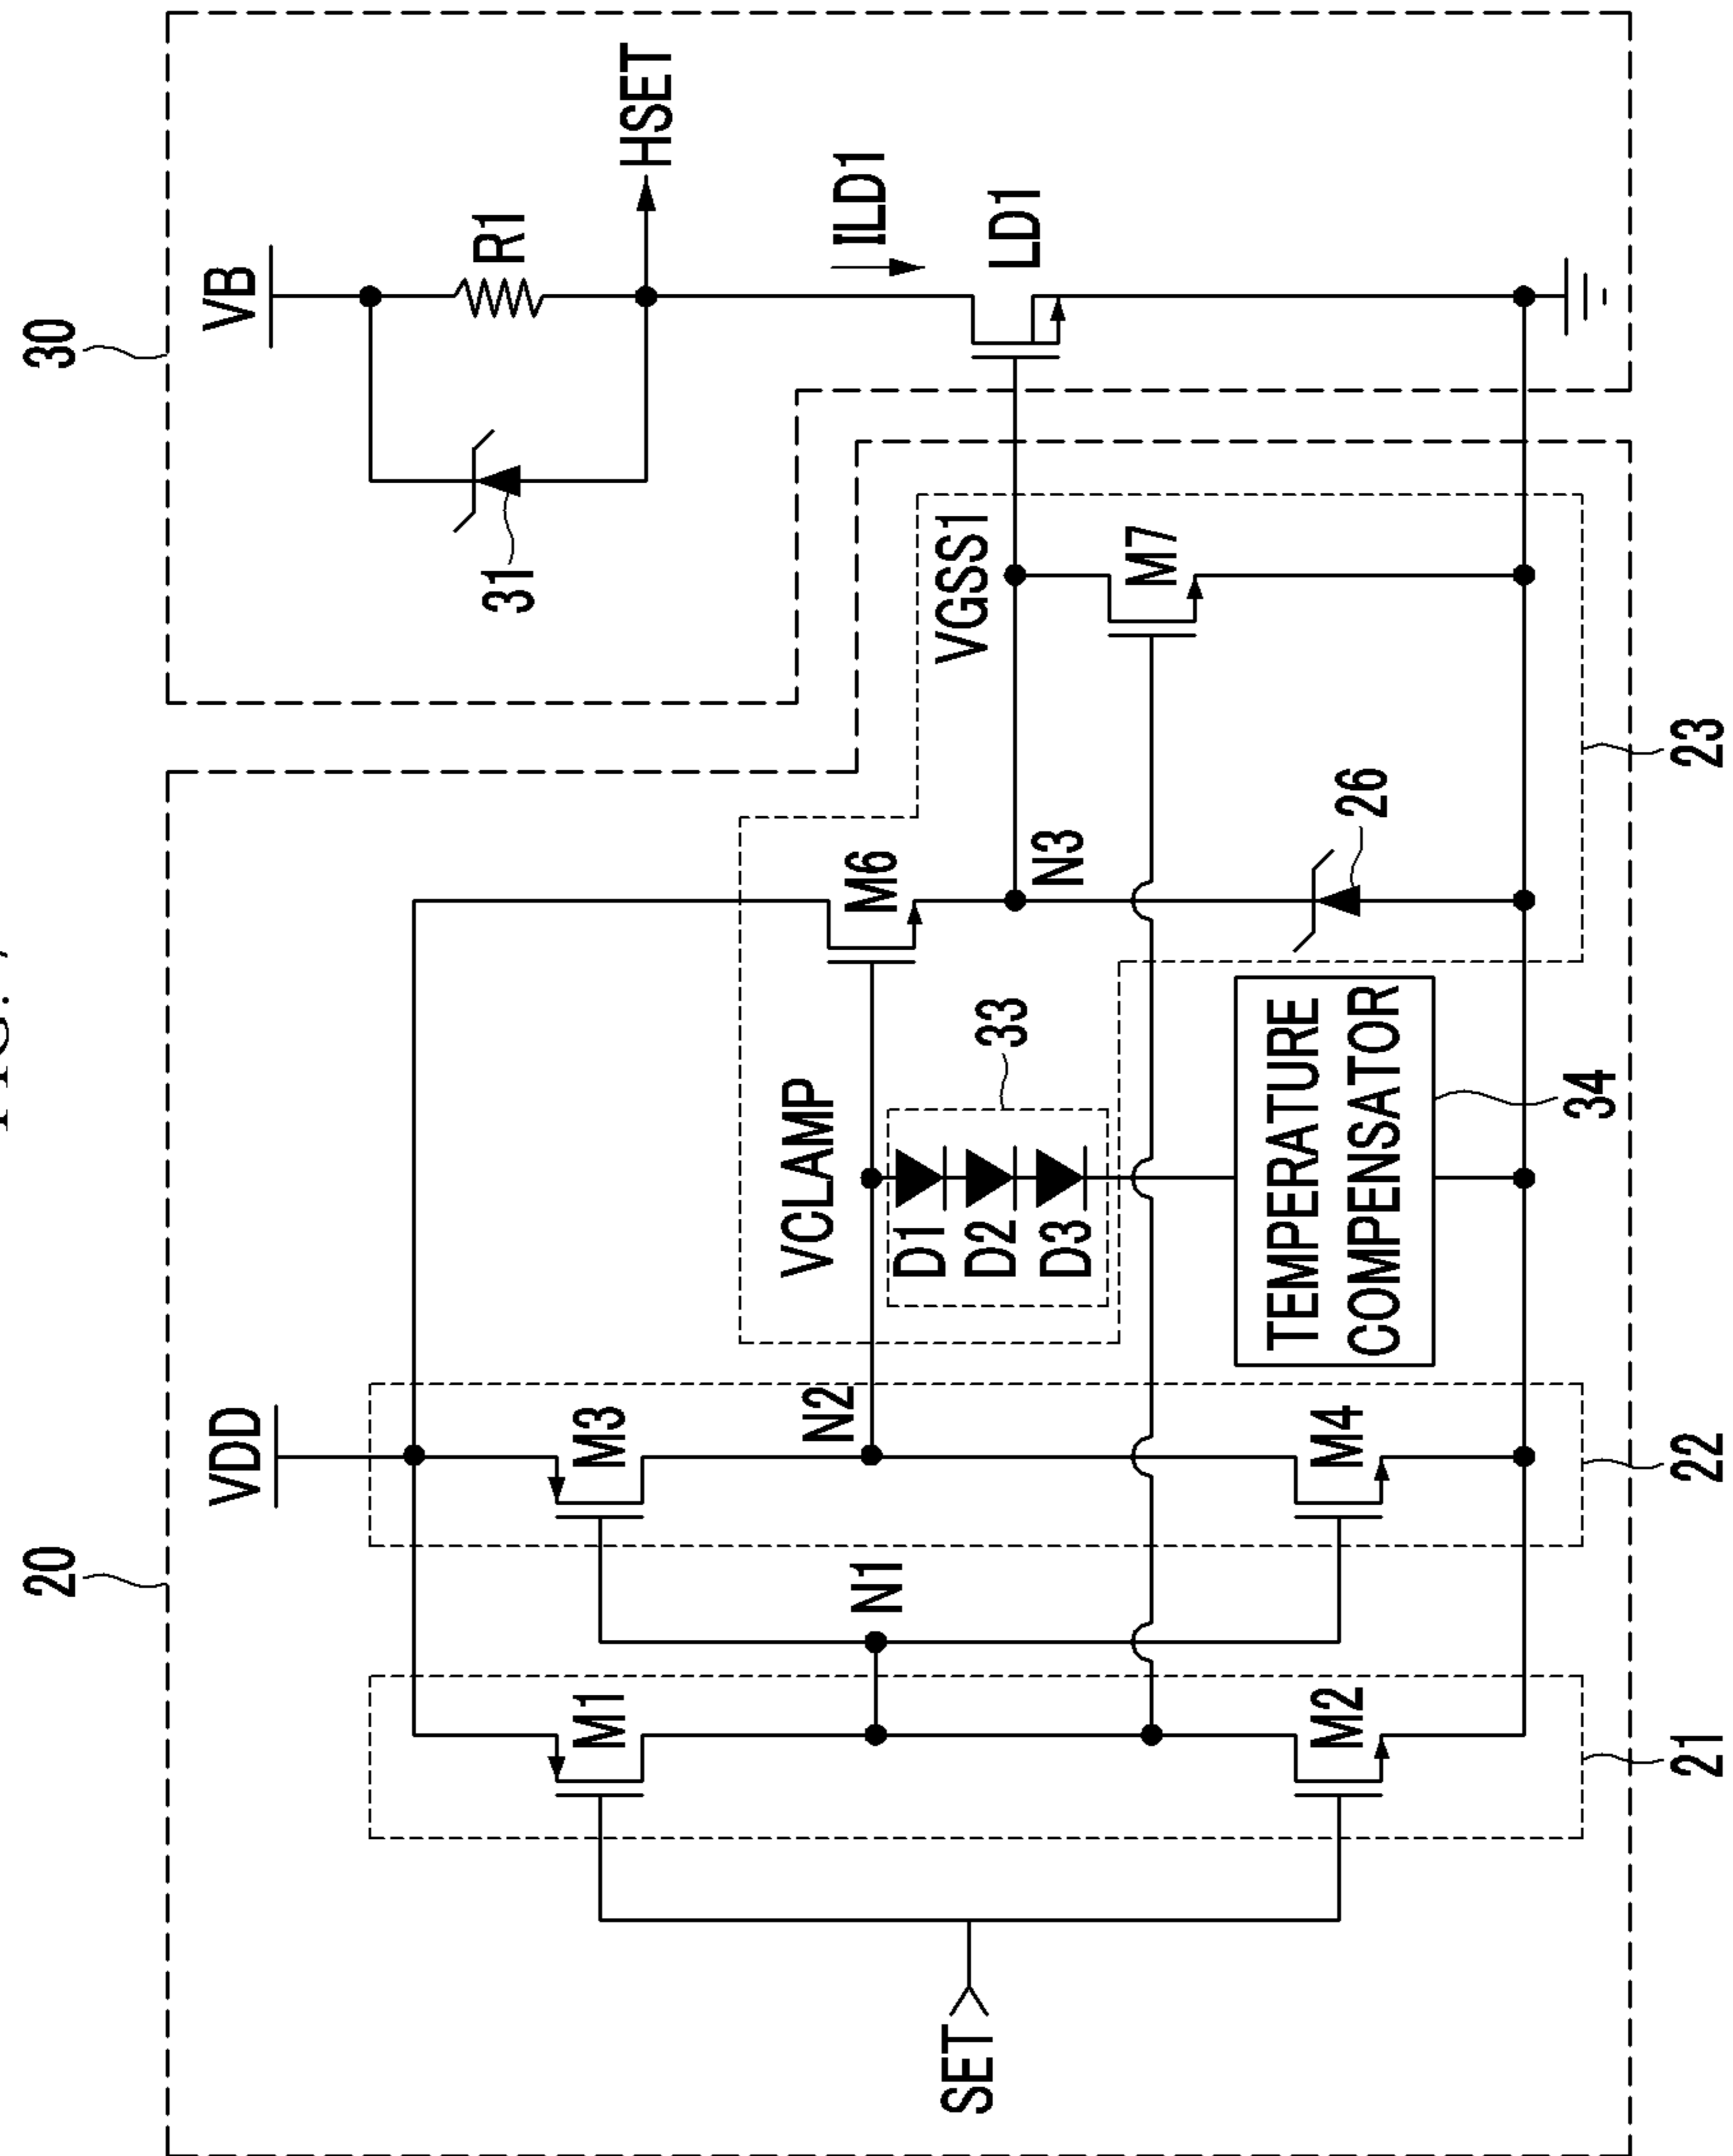 20
30
VDD
VB
R1
HSET
31
ILD1
LD1
M1
M3
M6
VCLAMP
VGSS1
N1
N2
N3
33
D1
D2
D3
M7
SET
M2
M4
TEMPERATURE
COMPENSATOR
26
34
21
22
23